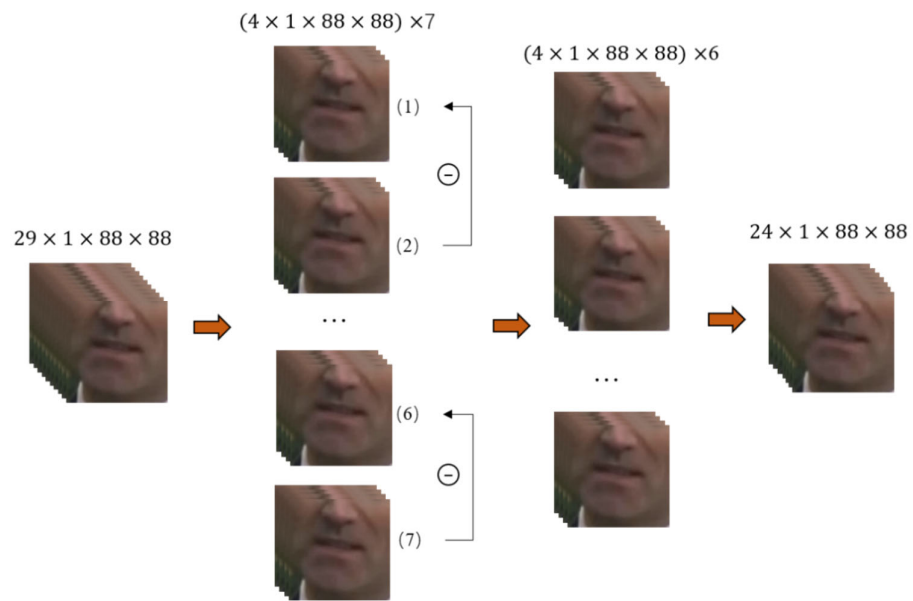 (4 × 1 × 88 × 88) ×7
(4 × 1 × 88 × 88) ×6
(1)
(2)
29 × 1 × 88 × 88
24 × 1 × 88 × 88
...
...
(6)
(7)